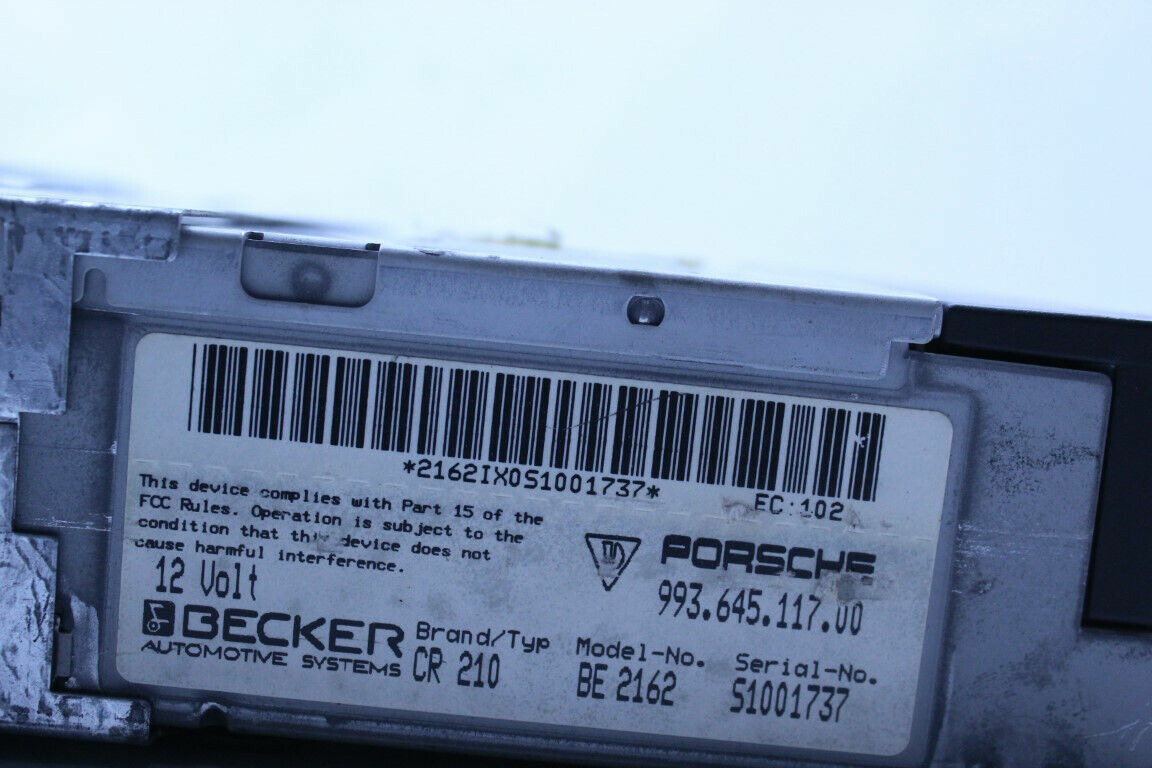 *2162IX0S1001737*
EC:102
This device complies with Part 15 of the
FCC Rules. Operation is subject to the
condition that this device does not
cause harmful interference.
12 Volt
PORSCHE
993.645.117.00
BECKER
AUTOMOTIVE SYSTEMS
Brand/Typ
CR 210
Model-No.
BE 2162
Serial-No.
S1001737